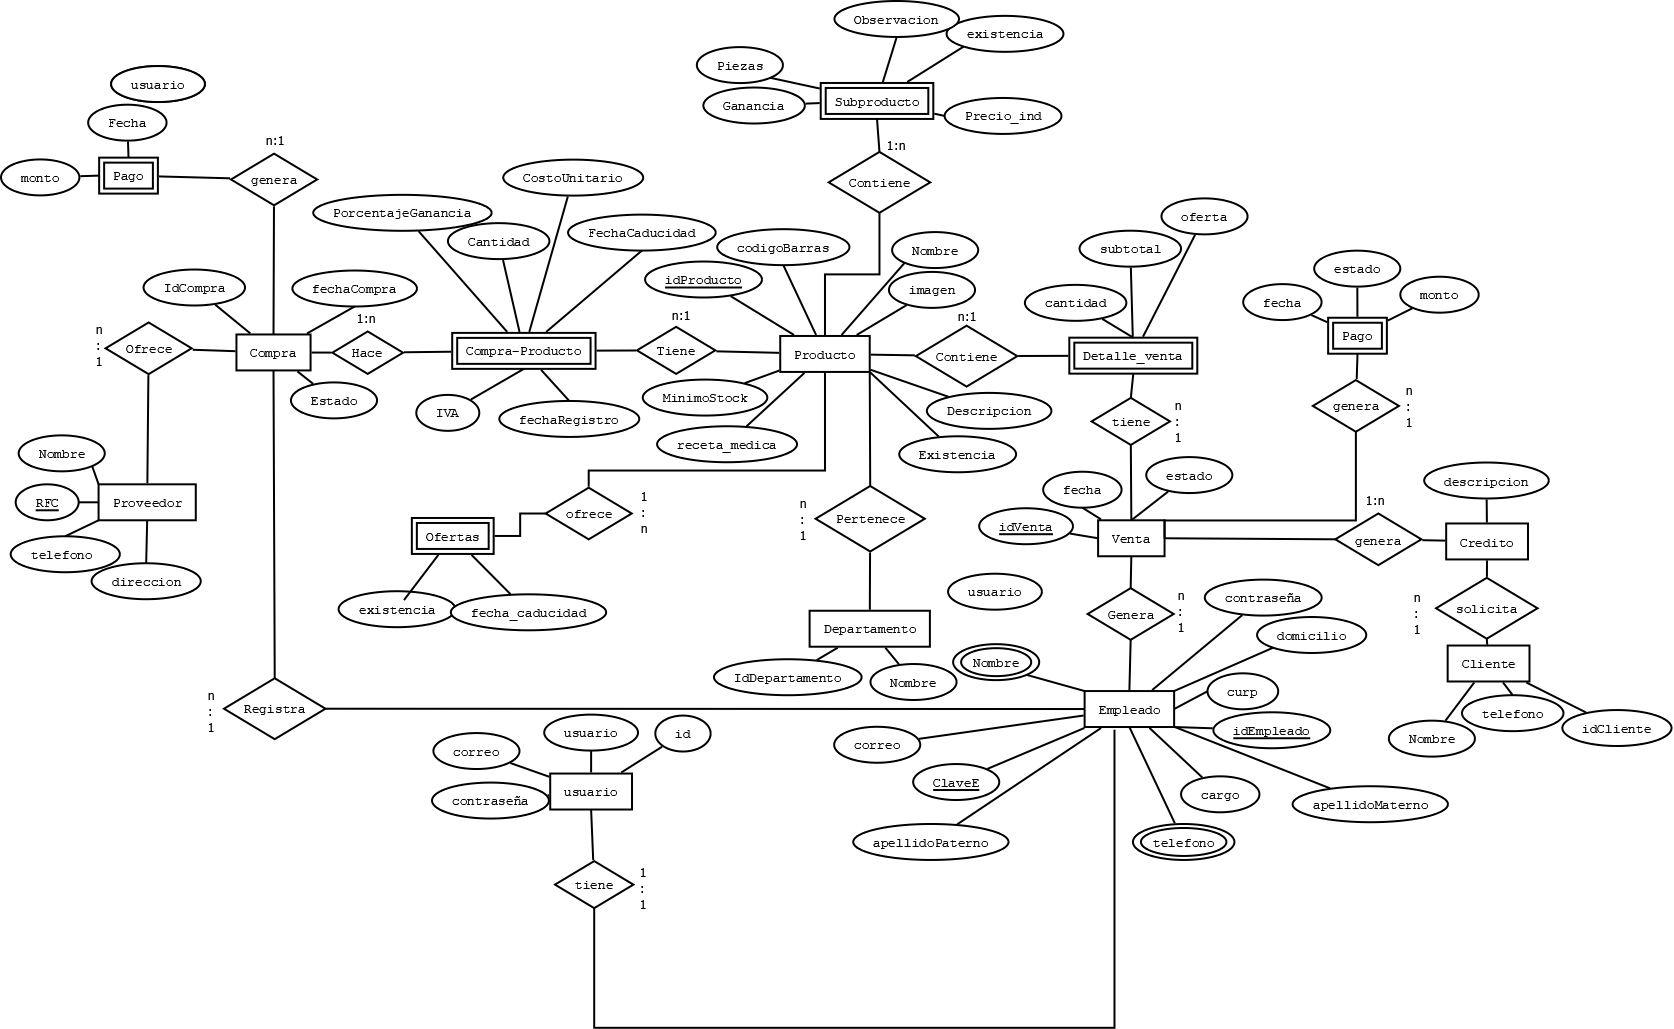 Observacion
existencia
Piezas
Ganancia
Subproducto
Precio_ind
usuario
Fecha
monto
Pago
n:1
genera
1:n
Contiene
CostoUnitario
PorcentajeGanancia
Cantidad
FechaCaducidad
codigoBarras
Nombre
idProducto
imagen
oferta
subtotal
cantidad
estado
fecha
monto
Pago
IdCompra
fechaCompra
n
:
1
Ofrece
Compra
1:n
Hace
Compra-Producto
n:1
Tiene
Producto
n:1
Contiene
Detalle_venta
Estado
IVA
fechaRegistro
MinimoStock
receta_medica
Descripcion
Existencia
tiene
n
:
1
genera
n
:
1
Nombre
RFC
Proveedor
telefono
direccion
Ofertas
ofrece
1
:
n
existencia
fecha_caducidad
n
:
1
Pertenece
fecha
estado
idVenta
Venta
1:n
genera
descripcion
Credito
usuario
Genera
n
:
1
contraseña
domicilio
n
:
1
solicita
Departamento
IdDepartamento
Nombre
Nombre
Cliente
Nombre
telefono
idCliente
n
:
1
Registra
Empleado
curp
idEmpleado
correo
ClaveE
cargo
apellidoMaterno
apellidoPaterno
telefono
usuario
id
correo
contraseña
usuario
tiene
1
:
1